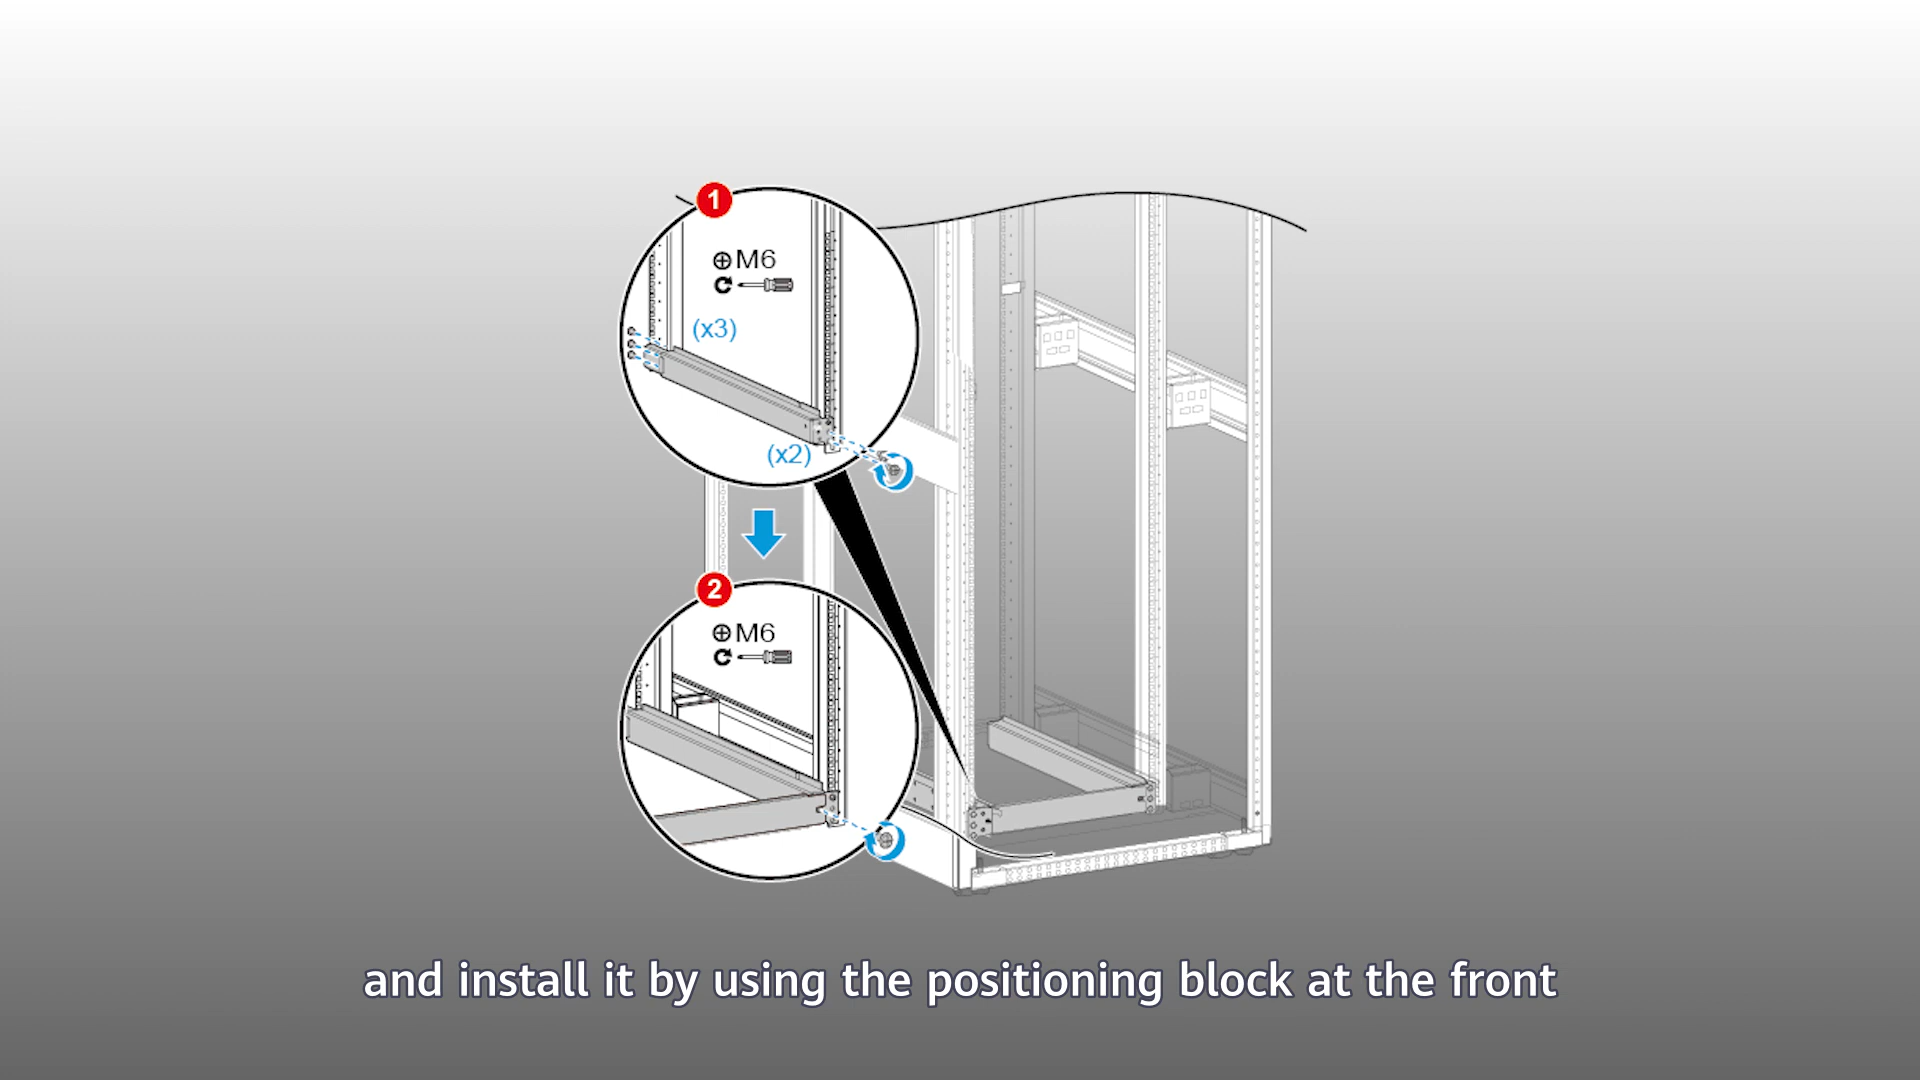 1
⊕M6
(x3)
(x2)
2
⊕M6
and install it by using the positioning block at the front